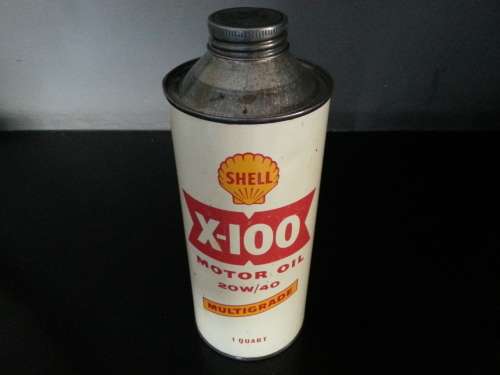 SHELL
X-100
MOTOR OIL
20W/40
MULTIGRADE
1 QUART